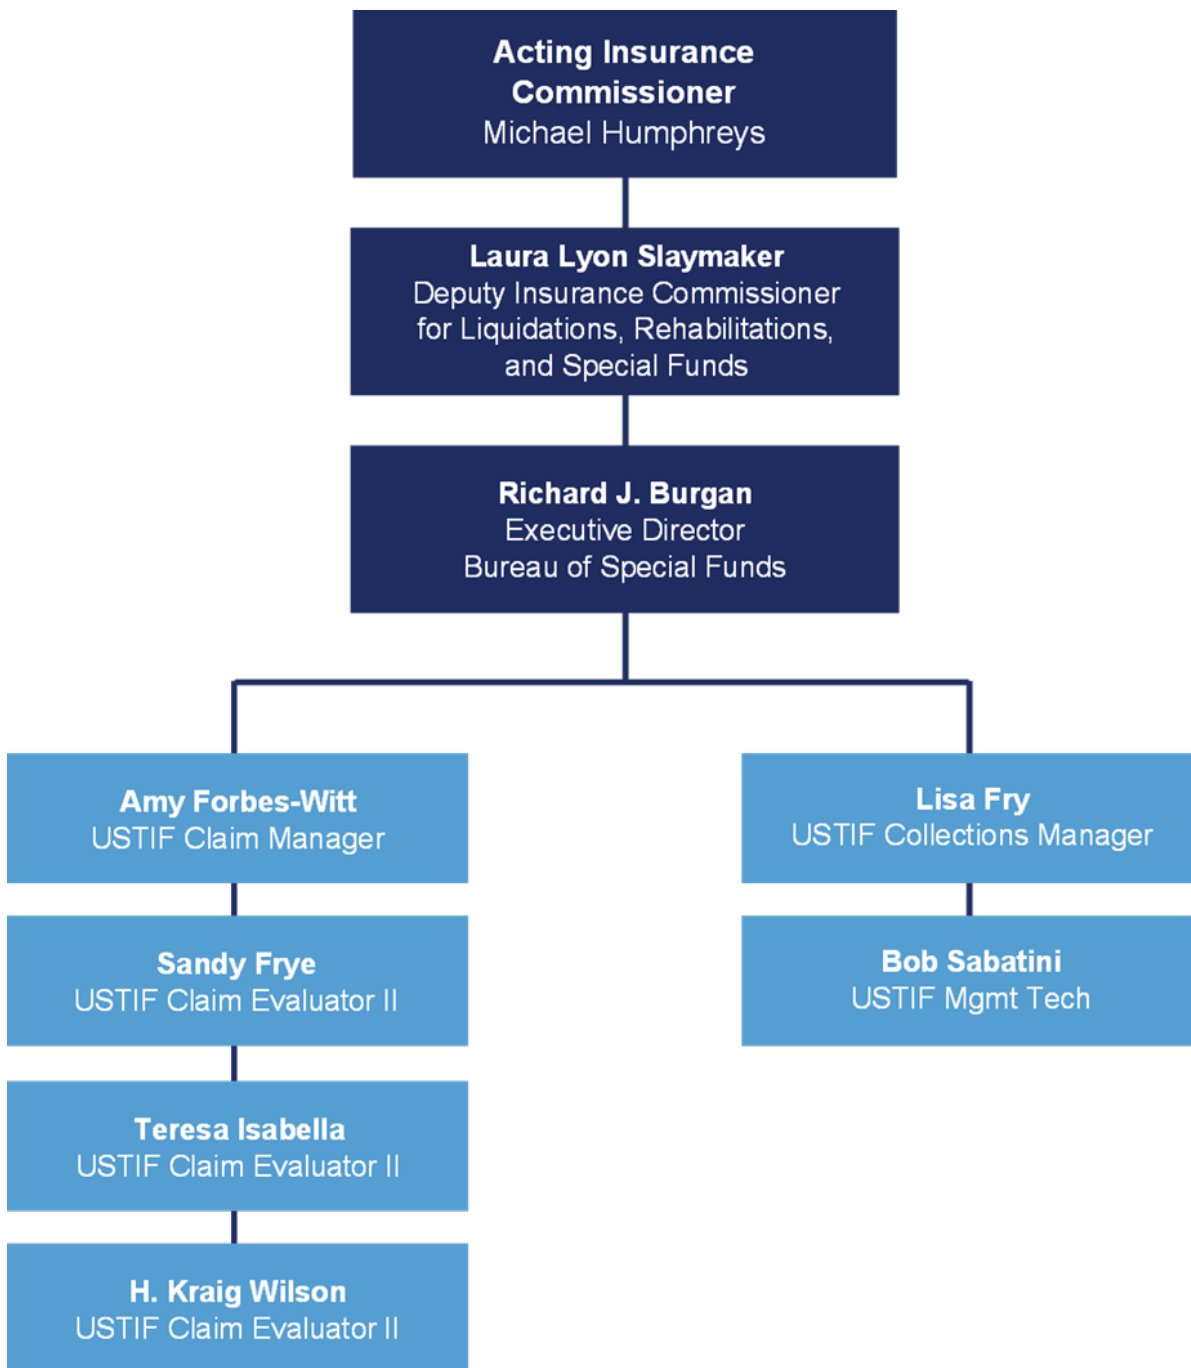 Acting Insurance
Commissioner
Michael Humphreys
Laura Lyon Slaymaker
Deputy Insurance Commissioner
for Liquidations, Rehabilitations,
and Special Funds
Richard J. Burgan
Executive Director
Bureau of Special Funds
Amy Forbes-Witt
USTIF Claim Manager
Sandy Frye
USTIF Claim Evaluator II
Teresa Isabella
USTIF Claim Evaluator II
H. Kraig Wilson
USTIF Claim Evaluator II
Lisa Fry
USTIF Collections Manager
Bob Sabatini
USTIF Mgmt Tech